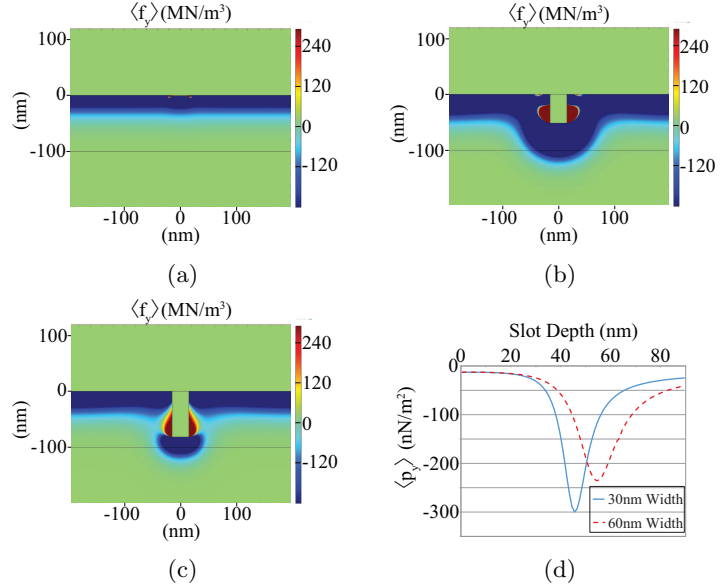 ⟨f_y⟩(MN/m³)
100
0
-100
(nm)
-100 0 100
(nm)
240
120
0
-120
(a)
⟨f_y⟩(MN/m³)
100
0
-100
(nm)
-100 0 100
(nm)
240
120
0
-120
(b)
⟨f_y⟩(MN/m³)
100
0
-100
(nm)
-100 0 100
(nm)
240
120
0
-120
(c)
Slot Depth (nm)
0 20 40 60 80
0
-100
-200
-300
⟨p_y⟩ (nN/m²)
30nm Width
60nm Width
(d)